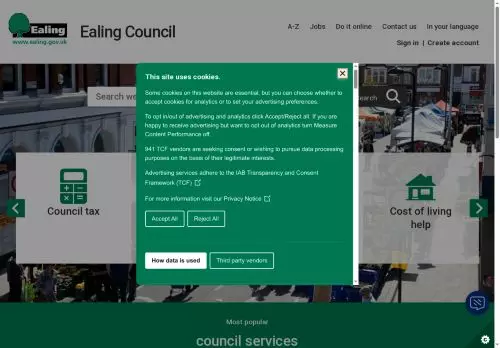 Ealing
www.ealing.gov.uk
Ealing Council
A-Z Jobs Do it online Contact us In your language
Sign in | Create account
This site uses cookies.
Some cookies on this website are essential, but you can choose whether to
accept cookies for analytics or to set your advertising preferences.
To opt in/out of advertising and analytics click Accept/Reject all. If you are
happy to receive advertising but want to opt out of analytics turn Measure
Content Performance off.
941 TCF vendors are seeking consent or wishing to pursue data processing
purposes on the basis of their legitimate interests.
Advertising services adhere to the IAB Transparency and Consent
Framework (TCF)
For more information visit our Privacy Notice
Accept All Reject All
How data is used Third party vendors
Search
Search
Council tax
Cost of living
help
Most popular
council services